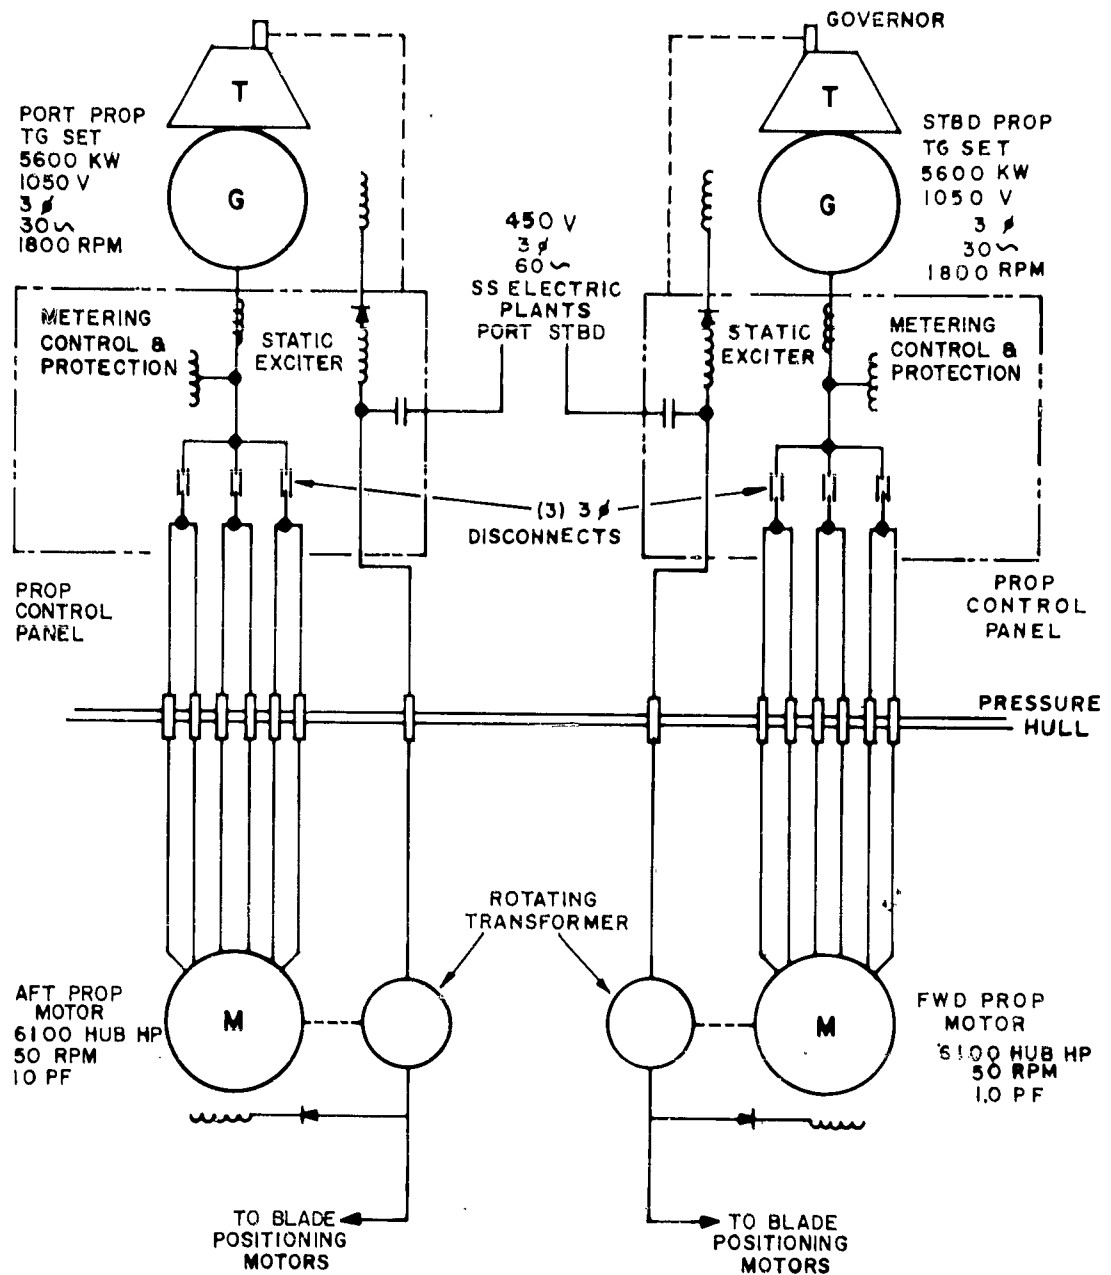 GOVERNOR
T
T
PORT PROP
TG SET
5600 KW
1050 V
3 ϕ
30 ~
1800 RPM
G
G
STBD PROP
TG SET
5600 KW
1050 V
3 ϕ
30 ~
1800 RPM
450 V
3 ϕ
60 ~
SS ELECTRIC
PLANTS
PORT STBD
METERING
CONTROL &
PROTECTION
STATIC
EXCITER
STATIC
EXCITER
METERING
CONTROL &
PROTECTION
(3) 3 ϕ
DISCONNECTS
PROP
CONTROL
PANEL
PROP
CONTROL
PANEL
PRESSURE
HULL
ROTATING
TRANSFORMER
AFT PROP
MOTOR
6100 HUB HP
50 RPM
10 PF
M
M
FWD PROP
MOTOR
6100 HUB HP
50 RPM
1.0 PF
TO BLADE
POSITIONING
MOTORS
TO BLADE
POSITIONING
MOTORS